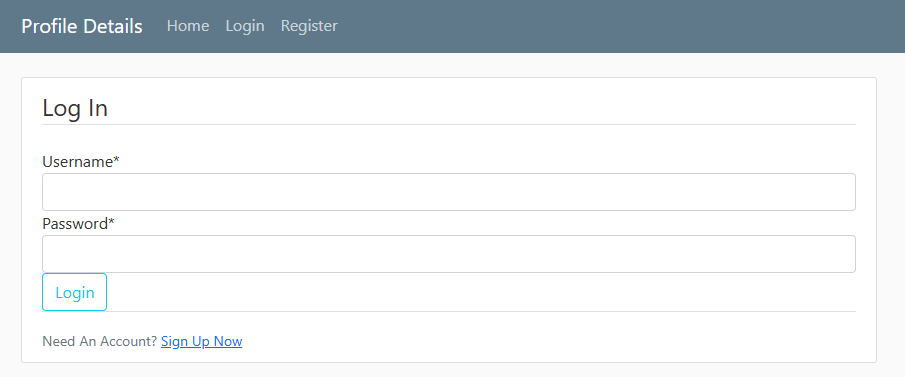 Profile Details Home Login Register
Log In
Username*
Password*
Login
Need An Account? Sign Up Now